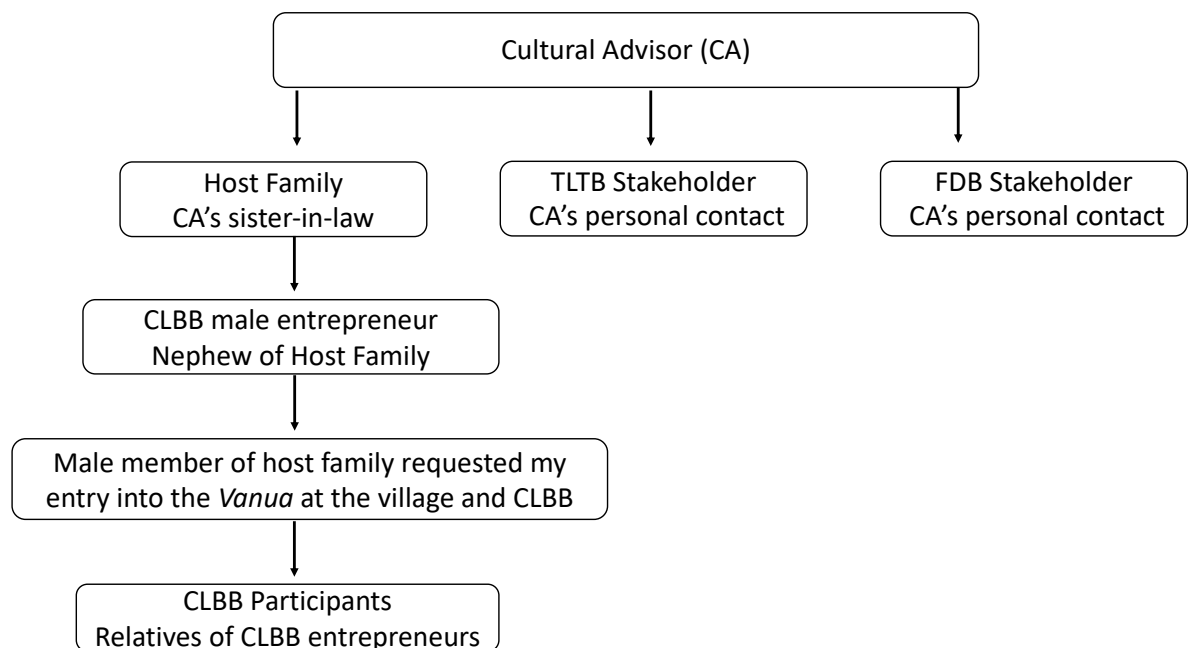 Cultural Advisor (CA)
Host Family
CA's sister-in-law
TLTB Stakeholder
CA's personal contact
FDB Stakeholder
CA's personal contact
CLBB male entrepreneur
Nephew of Host Family
Male member of host family requested my
entry into the Vanua at the village and CLBB
CLBB Participants
Relatives of CLBB entrepreneurs